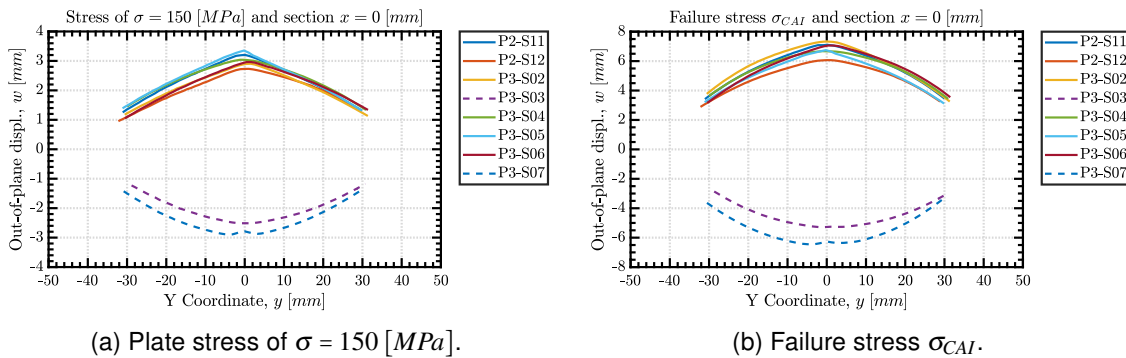 Stress of σ = 150 [MPa] and section x = 0 [mm]
Out-of-plane displ., w [mm]
4
3
2
1
0
-1
-2
-3
-4
-50 -40 -30 -20 -10 0 10 20 30 40 50
Y Coordinate, y [mm]
P2-S11
P2-S12
P3-S02
P3-S03
P3-S04
P3-S05
P3-S06
P3-S07
(a) Plate stress of σ = 150 [MPa].
Failure stress σCAI and section x = 0 [mm]
Out-of-plane displ., w [mm]
8
6
4
2
0
-2
-4
-6
-8
-50 -40 -30 -20 -10 0 10 20 30 40 50
Y Coordinate, y [mm]
P2-S11
P2-S12
P3-S02
P3-S03
P3-S04
P3-S05
P3-S06
P3-S07
(b) Failure stress σCAI.